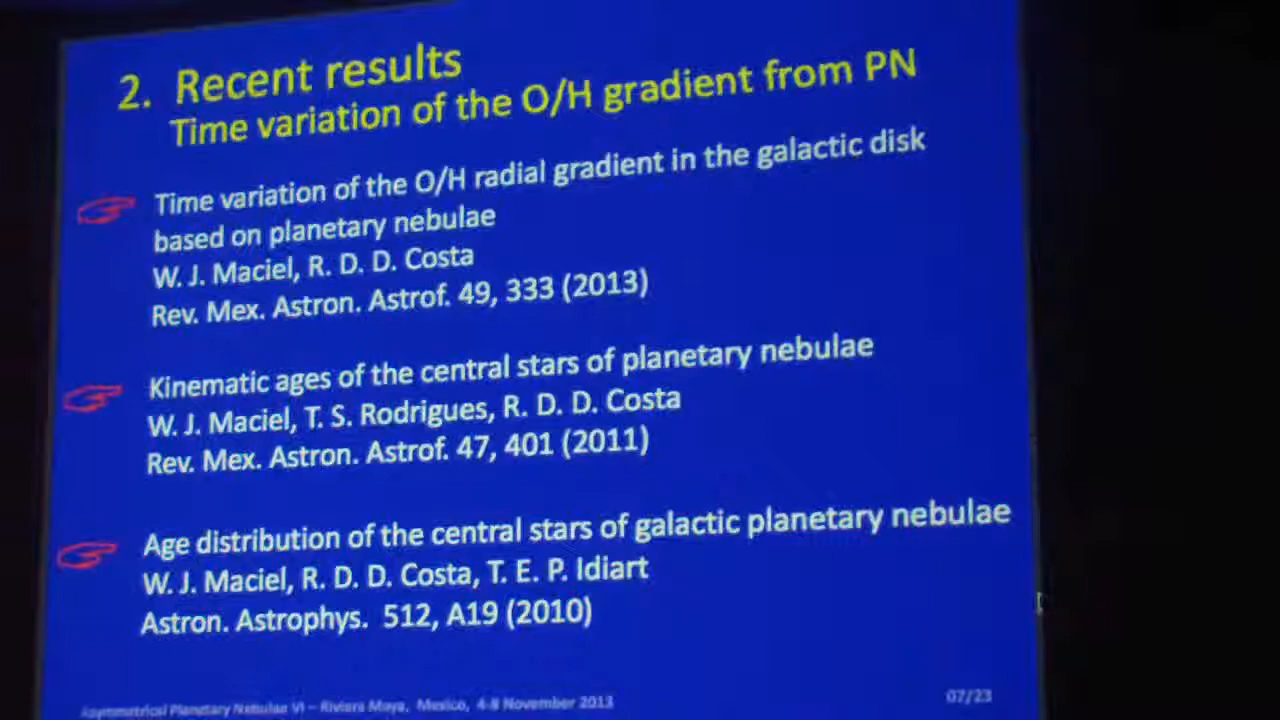 2. Recent results
Time variation of the O/H gradient from PN
Time variation of the O/H radial gradient in the galactic disk
based on planetary nebulae
W. J. Maciel, R. D. D. Costa
Rev. Mex. Astron. Astrof. 49, 333 (2013)
Kinematic ages of the central stars of planetary nebulae
W. J. Maciel, T. S. Rodrigues, R. D. D. Costa
Rev. Mex. Astron. Astrof. 47, 401 (2011)
Age distribution of the central stars of galactic planetary nebulae
W. J. Maciel, R. D. D. Costa, T. E. P. Idiart
Astron. Astrophys. 512, A19 (2010)
Asymmetrical Planetary Nebulae VI – Riviera Maya, Mexico, 4-8 November 2013
07/23